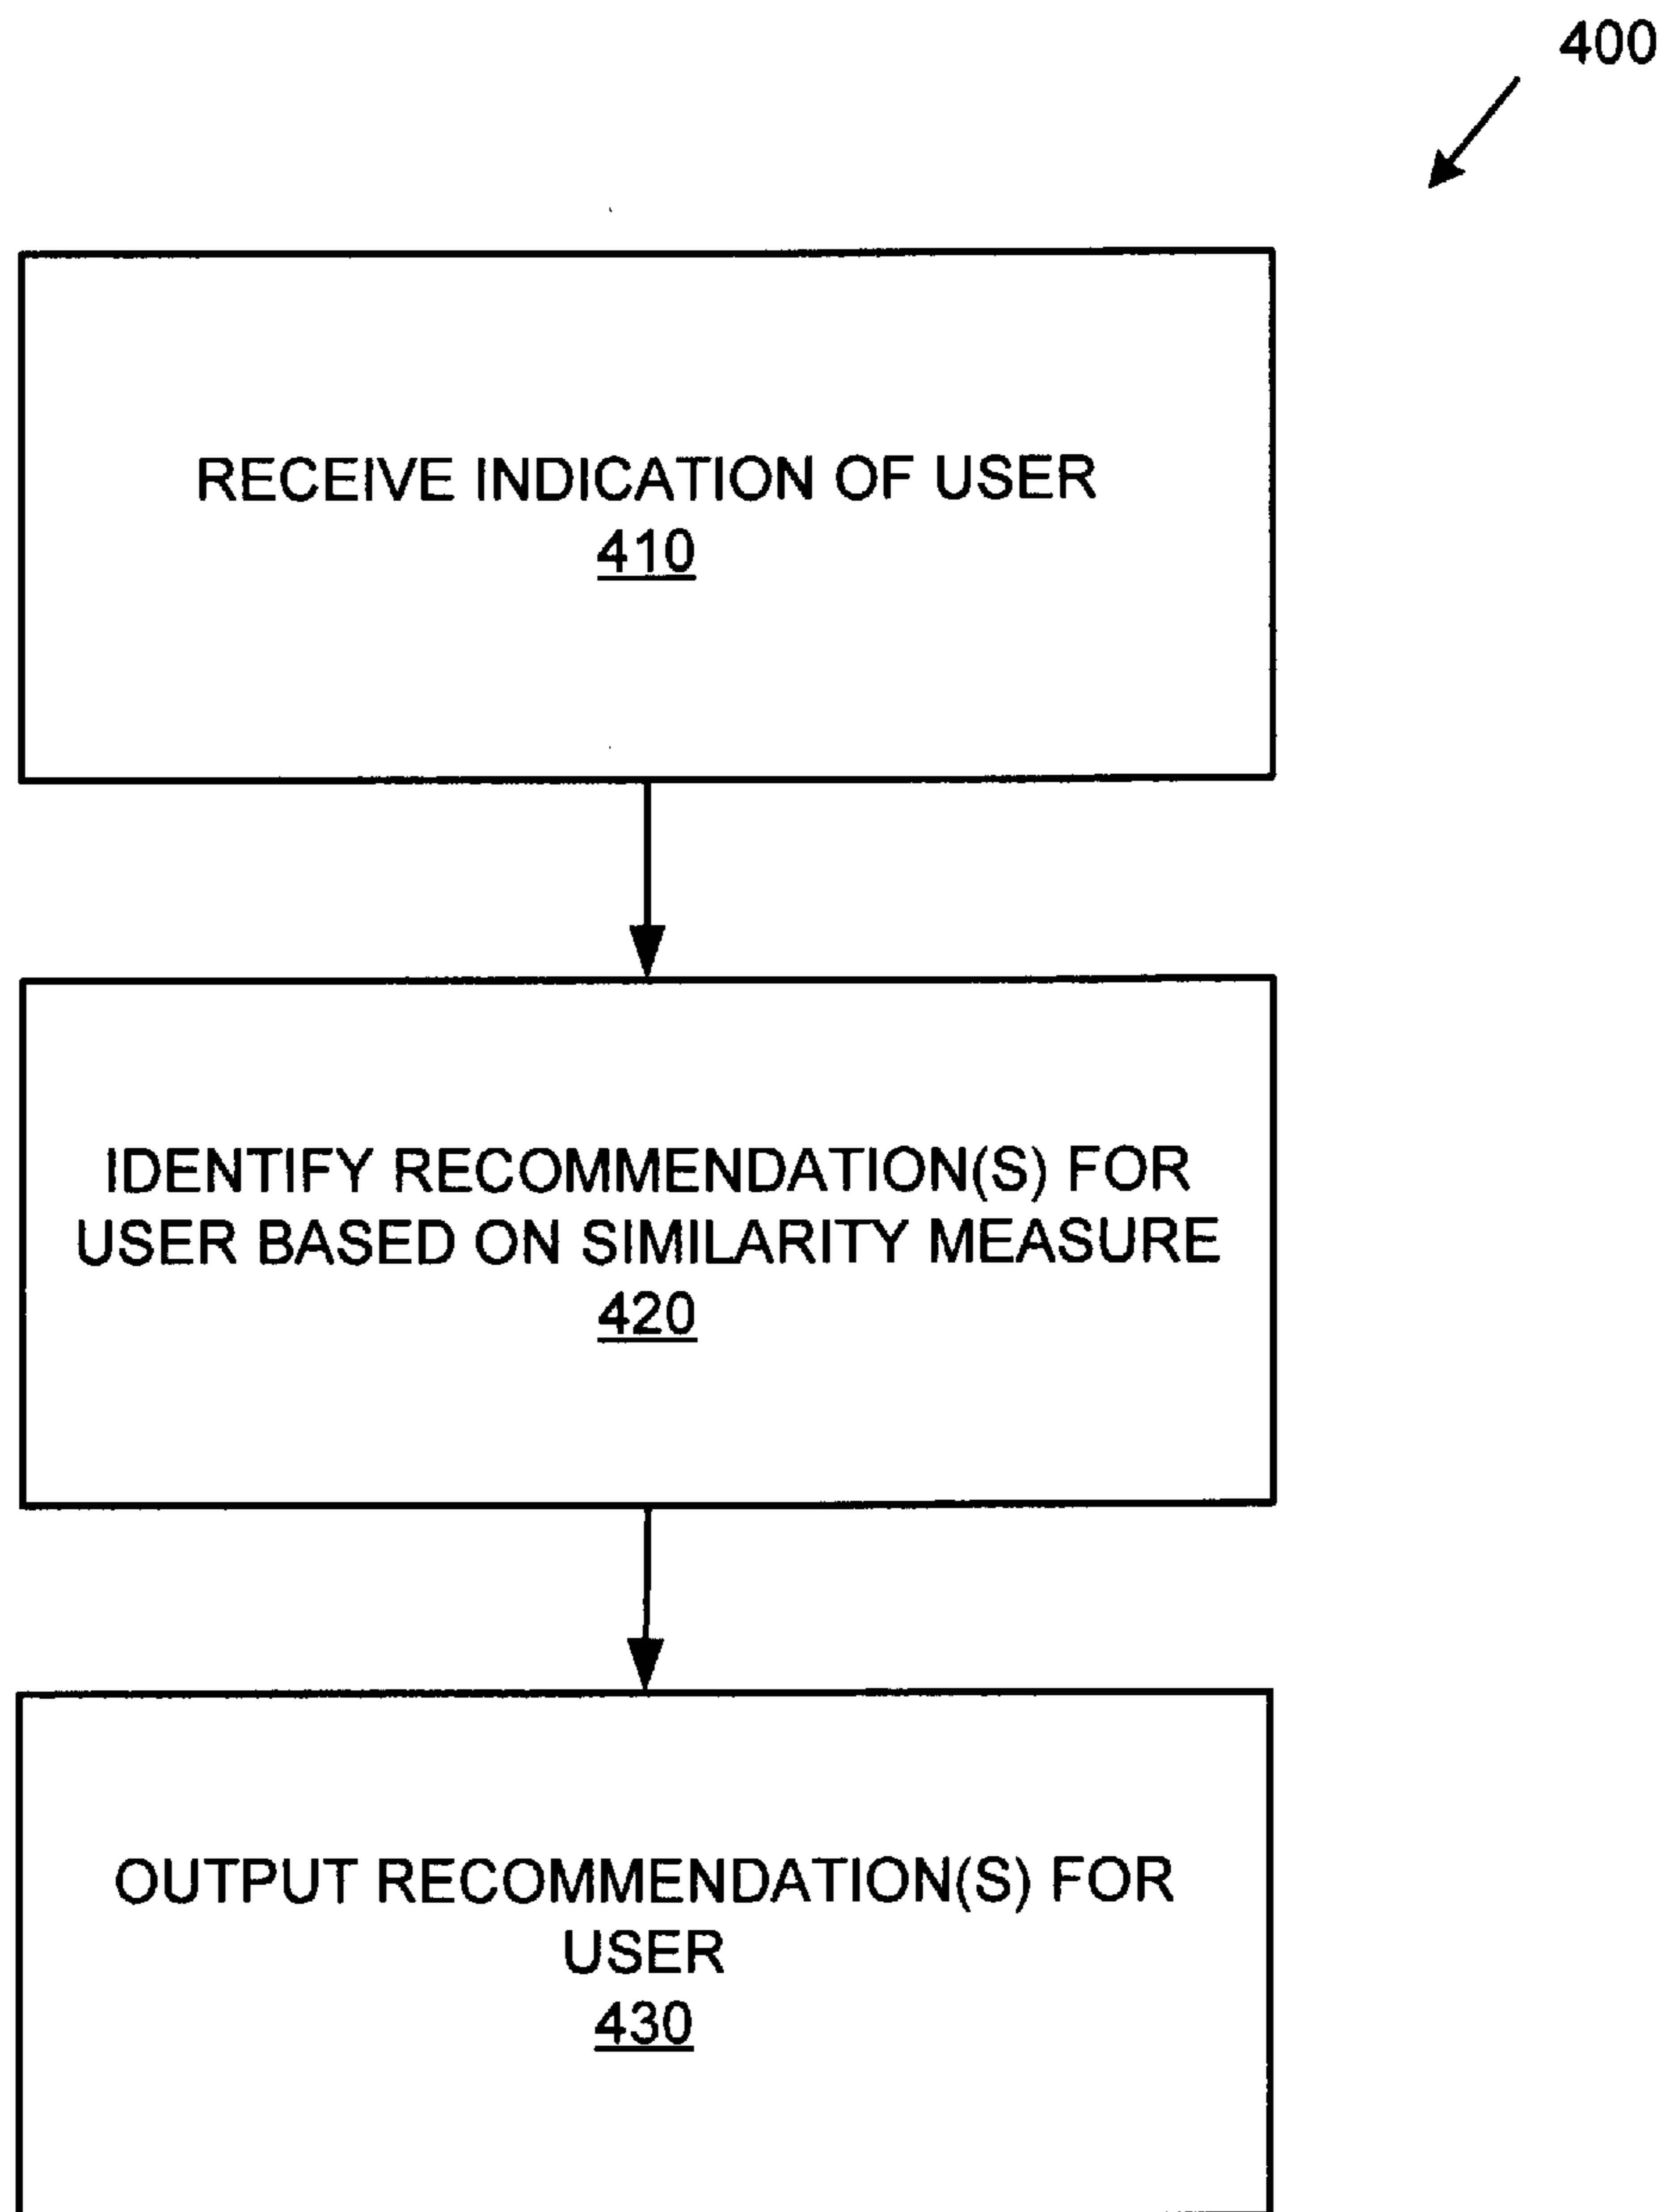 400
RECEIVE INDICATION OF USER
410
IDENTIFY RECOMMENDATION(S) FOR
USER BASED ON SIMILARITY MEASURE
420
OUTPUT RECOMMENDATION(S) FOR
USER
430